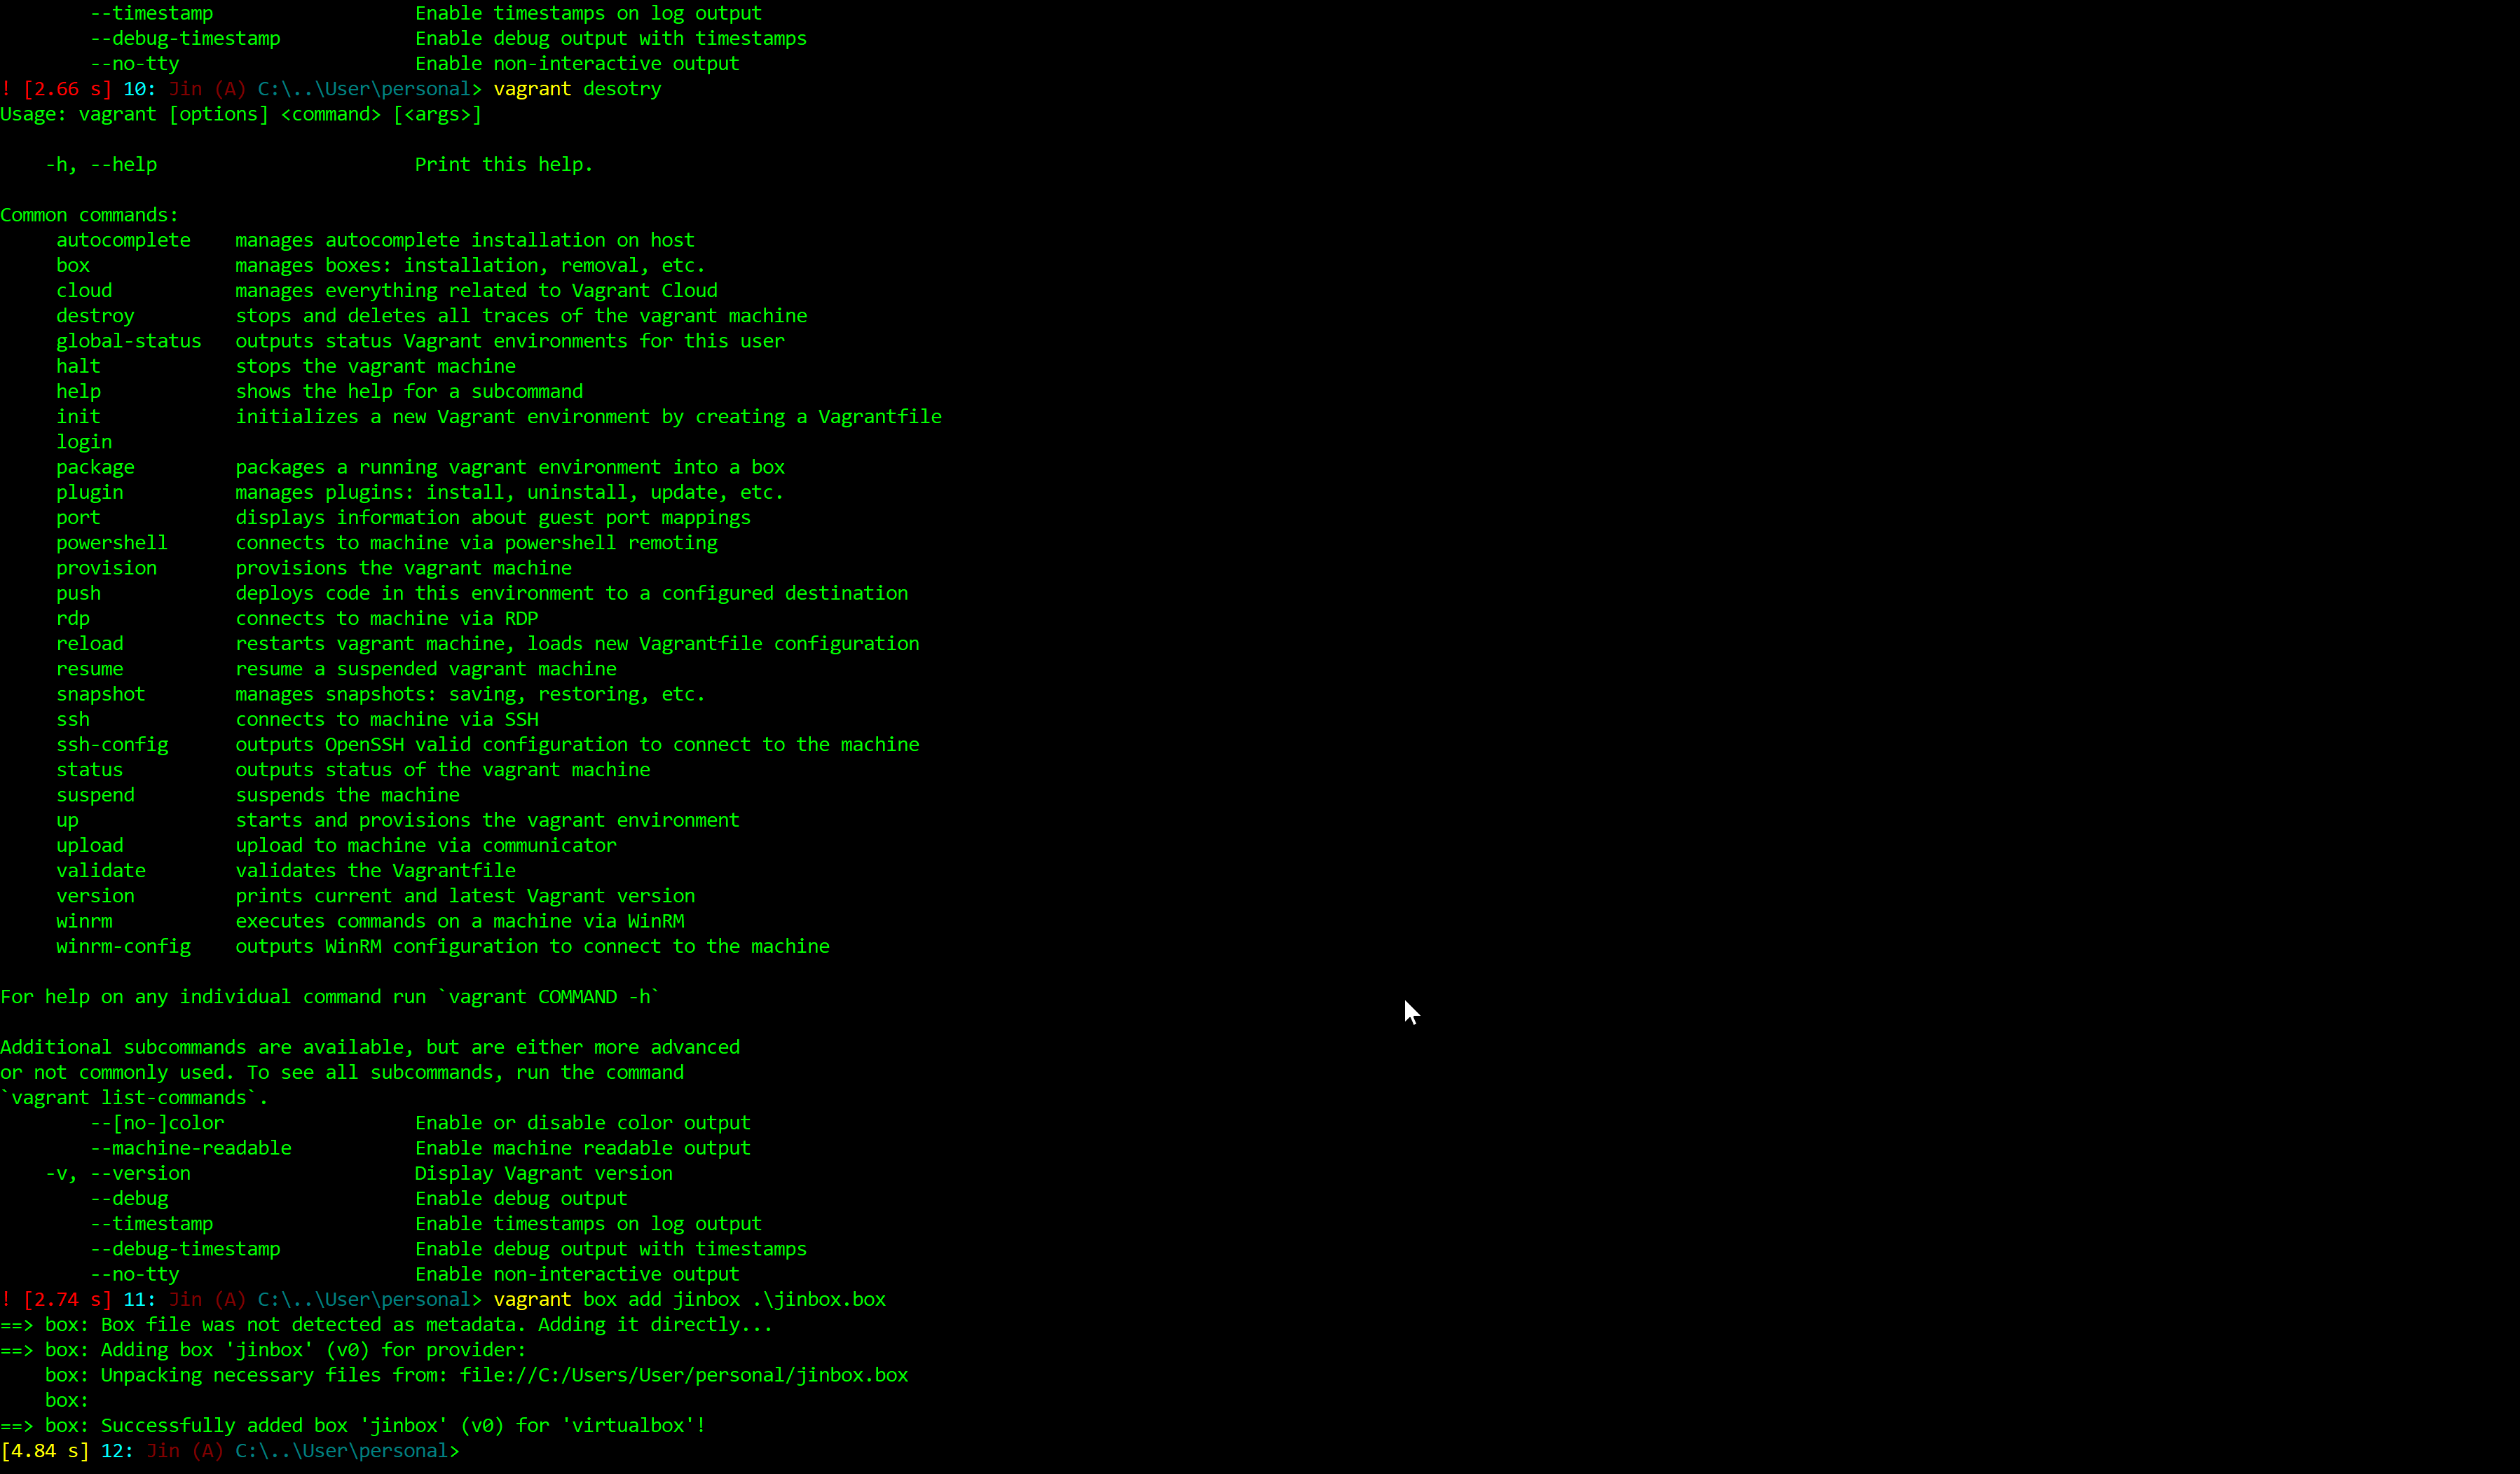 --timestamp                  Enable timestamps on log output
--debug-timestamp            Enable debug output with timestamps
--no-tty                     Enable non-interactive output
! [2.66 s] 10: Jin (A) C:\..\User\personal> vagrant desotry
Usage: vagrant [options] <command> [<args>]
-h, --help                       Print this help.
Common commands:
autocomplete    manages autocomplete installation on host
box             manages boxes: installation, removal, etc.
cloud           manages everything related to Vagrant Cloud
destroy         stops and deletes all traces of the vagrant machine
global-status   outputs status Vagrant environments for this user
halt            stops the vagrant machine
help            shows the help for a subcommand
init            initializes a new Vagrant environment by creating a Vagrantfile
login
package         packages a running vagrant environment into a box
plugin          manages plugins: install, uninstall, update, etc.
port            displays information about guest port mappings
powershell      connects to machine via powershell remoting
provision       provisions the vagrant machine
push            deploys code in this environment to a configured destination
rdp             connects to machine via RDP
reload          restarts vagrant machine, loads new Vagrantfile configuration
resume          resume a suspended vagrant machine
snapshot        manages snapshots: saving, restoring, etc.
ssh             connects to machine via SSH
ssh-config      outputs OpenSSH valid configuration to connect to the machine
status          outputs status of the vagrant machine
suspend         suspends the machine
up              starts and provisions the vagrant environment
upload          upload to machine via communicator
validate        validates the Vagrantfile
version         prints current and latest Vagrant version
winrm           executes commands on a machine via WinRM
winrm-config    outputs WinRM configuration to connect to the machine
For help on any individual command run `vagrant COMMAND -h`
Additional subcommands are available, but are either more advanced
or not commonly used. To see all subcommands, run the command
`vagrant list-commands`.
--[no-]color                 Enable or disable color output
--machine-readable           Enable machine readable output
-v, --version                    Display Vagrant version
--debug                      Enable debug output
--timestamp                  Enable timestamps on log output
--debug-timestamp            Enable debug output with timestamps
--no-tty                     Enable non-interactive output
! [2.74 s] 11: Jin (A) C:\..\User\personal> vagrant box add jinbox .\jinbox.box
==> box: Box file was not detected as metadata. Adding it directly...
==> box: Adding box 'jinbox' (v0) for provider:
box: Unpacking necessary files from: file://C:/Users/User/personal/jinbox.box
box:
==> box: Successfully added box 'jinbox' (v0) for 'virtualbox'!
[4.84 s] 12: Jin (A) C:\..\User\personal>